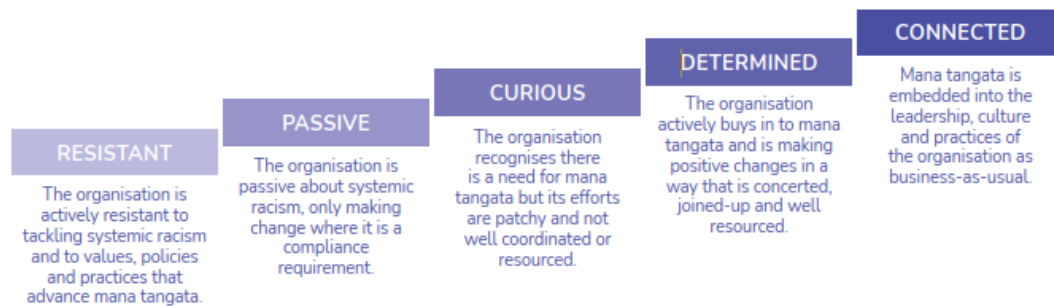 RESISTANT
The organisation is
actively resistant to
tackling systemic racism
and to values, policies
and practices that
advance mana tangata.
PASSIVE
The organisation is
passive about systemic
racism, only making
change where it is a
compliance
requirement.
CURIOUS
The organisation
recognises there
is a need for mana
tangata but its efforts
are patchy and not
well coordinated or
resourced.
DETERMINED
The organisation
actively buys in to mana
tangata and is making
positive changes in a
way that is concerted,
joined-up and well
resourced.
CONNECTED
Mana tangata is
embedded into the
leadership, culture
and practices of
the organisation as
business-as-usual.